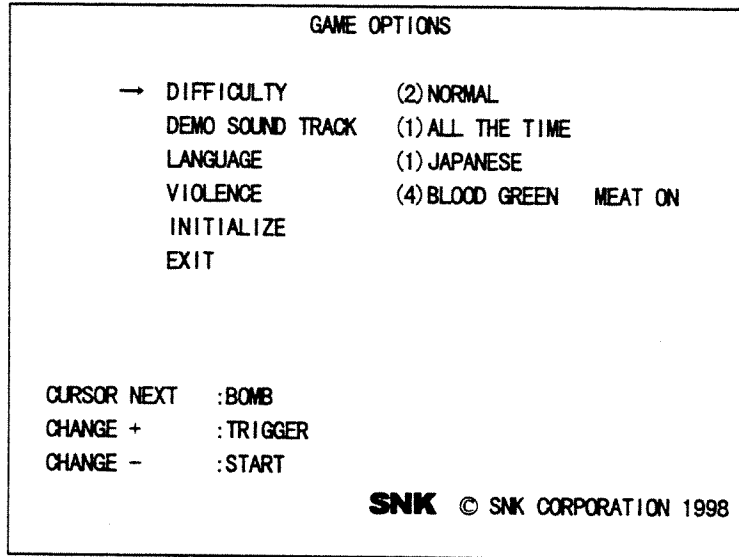 GAME OPTIONS
→ DIFFICULTY (2) NORMAL
DEMO SOUND TRACK (1) ALL THE TIME
LANGUAGE (1) JAPANESE
VIOLENCE (4) BLOOD GREEN MEAT ON
INITIALIZE
EXIT
CURSOR NEXT :BOMB
CHANGE + :TRIGGER
CHANGE - :START
SNK © SNK CORPORATION 1998